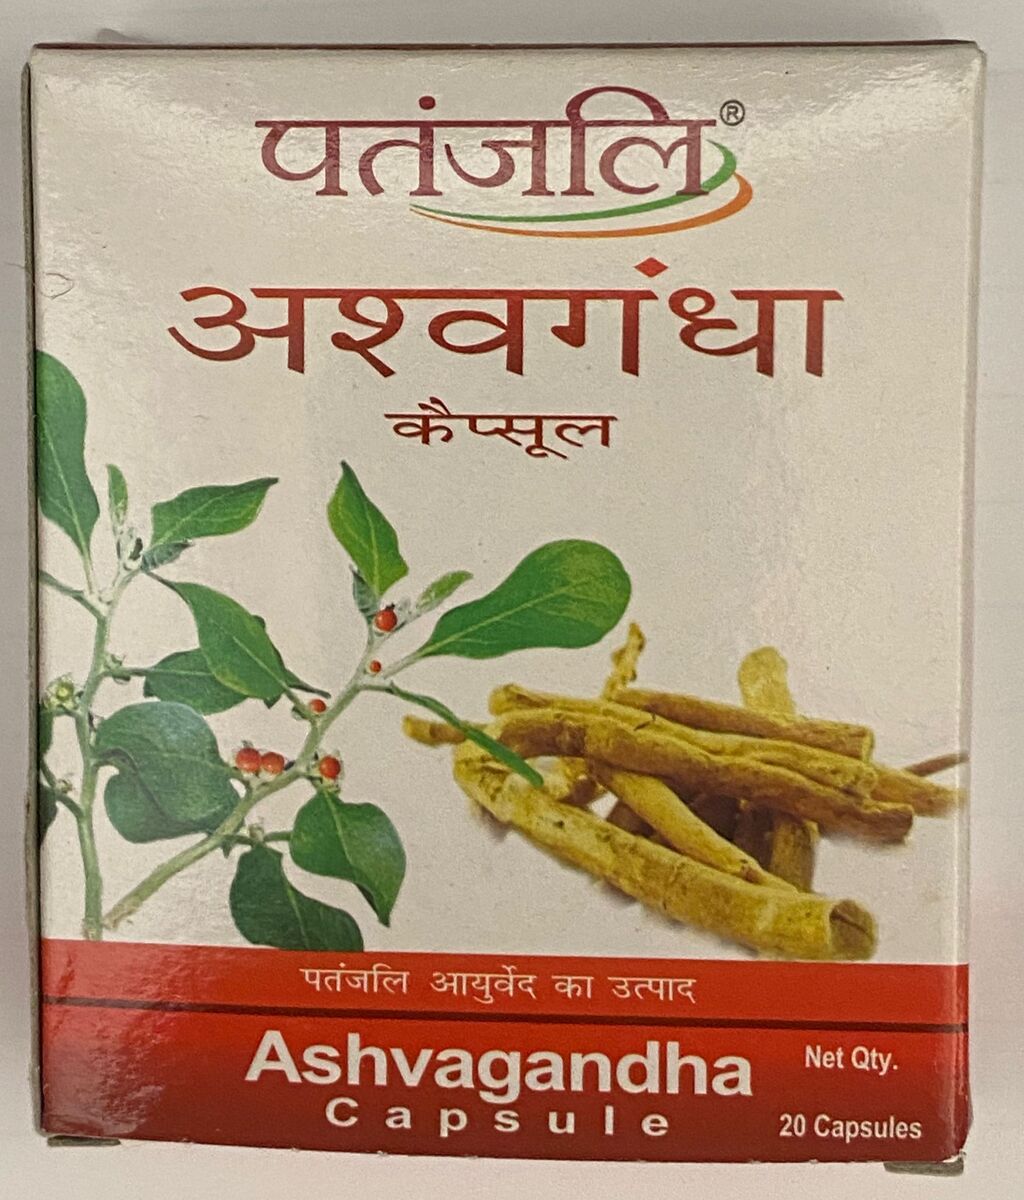 पतंजलि®
अश्वगंधा
कैप्सूल
पतंजलि आयुर्वेद का उत्पाद
Ashvagandha
Capsule
Net Qty.
20 Capsules